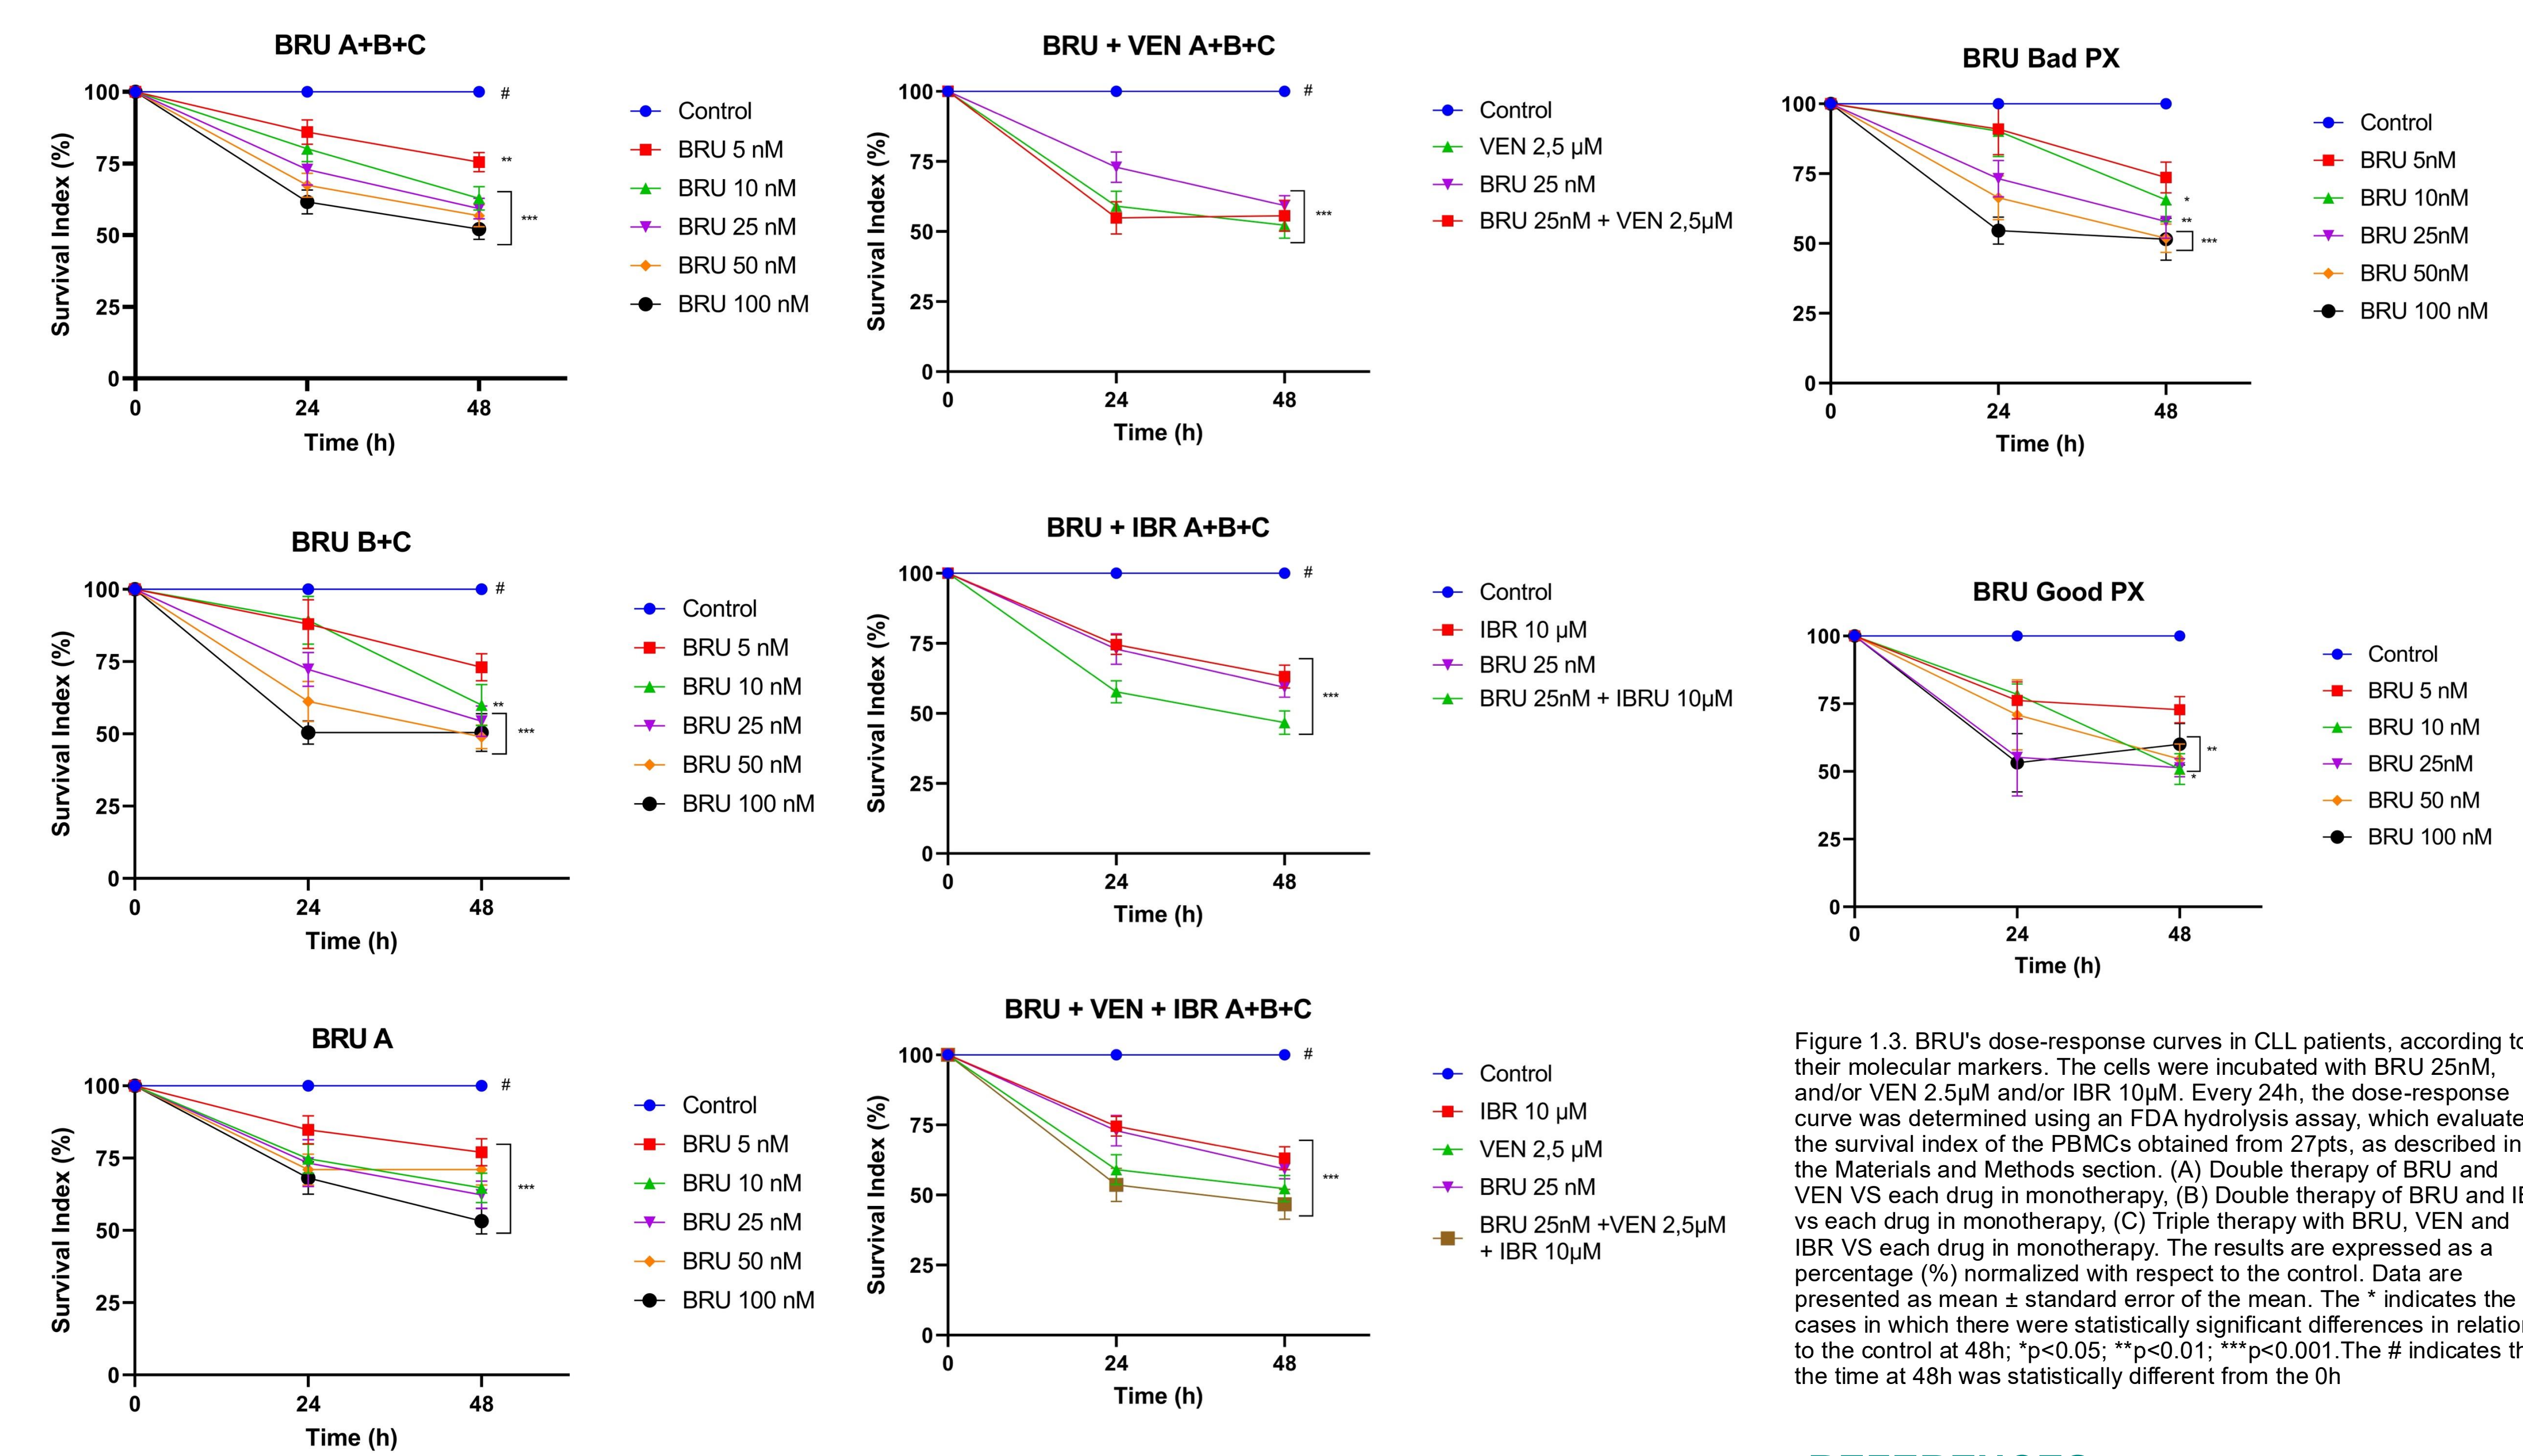 BRU A+B+C
Survival Index (%)
100
75
50
25
0
0 24 48
Time (h)
#
**
***
Control
BRU 5 nM
BRU 10 nM
BRU 25 nM
BRU 50 nM
BRU 100 nM
BRU + VEN A+B+C
Survival Index (%)
100
75
50
25
0
0 24 48
Time (h)
#
***
Control
VEN 2,5 µM
BRU 25 nM
BRU 25nM + VEN 2,5µM
BRU Bad PX
100
75
50
25
0
0 24 48
Time (h)
*
**
***
Control
BRU 5nM
BRU 10nM
BRU 25nM
BRU 50nM
BRU 100 nM
BRU B+C
Survival Index (%)
100
75
50
25
0
0 24 48
Time (h)
#
**
***
Control
BRU 5 nM
BRU 10 nM
BRU 25 nM
BRU 50 nM
BRU 100 nM
BRU + IBR A+B+C
Survival Index (%)
100
75
50
25
0
0 24 48
Time (h)
#
***
Control
IBR 10 µM
BRU 25 nM
BRU 25nM + IBRU 10µM
BRU Good PX
100
75
50
25
0
0 24 48
Time (h)
**
*
Control
BRU 5 nM
BRU 10 nM
BRU 25nM
BRU 50 nM
BRU 100 nM
BRU A
Survival Index (%)
100
75
50
25
0
0 24 48
Time (h)
#
***
Control
BRU 5 nM
BRU 10 nM
BRU 25 nM
BRU 50 nM
BRU 100 nM
BRU + VEN + IBR A+B+C
Survival Index (%)
100
75
50
25
0
0 24 48
Time (h)
#
***
Control
IBR 10 µM
VEN 2,5 µM
BRU 25 nM
BRU 25nM +VEN 2,5µM
+ IBR 10µM
Figure 1.3. BRU's dose-response curves in CLL patients, according
their molecular markers. The cells were incubated with BRU 25nM,
and/or VEN 2.5µM and/or IBR 10µM. Every 24h, the dose-response
curve was determined using an FDA hydrolysis assay, which evaluate
the survival index of the PBMCs obtained from 27pts, as described in
the Materials and Methods section. (A) Double therapy of BRU and
VEN VS each drug in monotherapy, (B) Double therapy of BRU and
vs each drug in monotherapy, (C) Triple therapy with BRU, VEN and
IBR VS each drug in monotherapy. The results are expressed as a
percentage (%) normalized with respect to the control. Data are
presented as mean ± standard error of the mean. The * indicates the
cases in which there were statistically significant differences in
to the control at 48h; *p<0.05; **p<0.01; ***p<0.001.The # indicates
the time at 48h was statistically different from the 0h